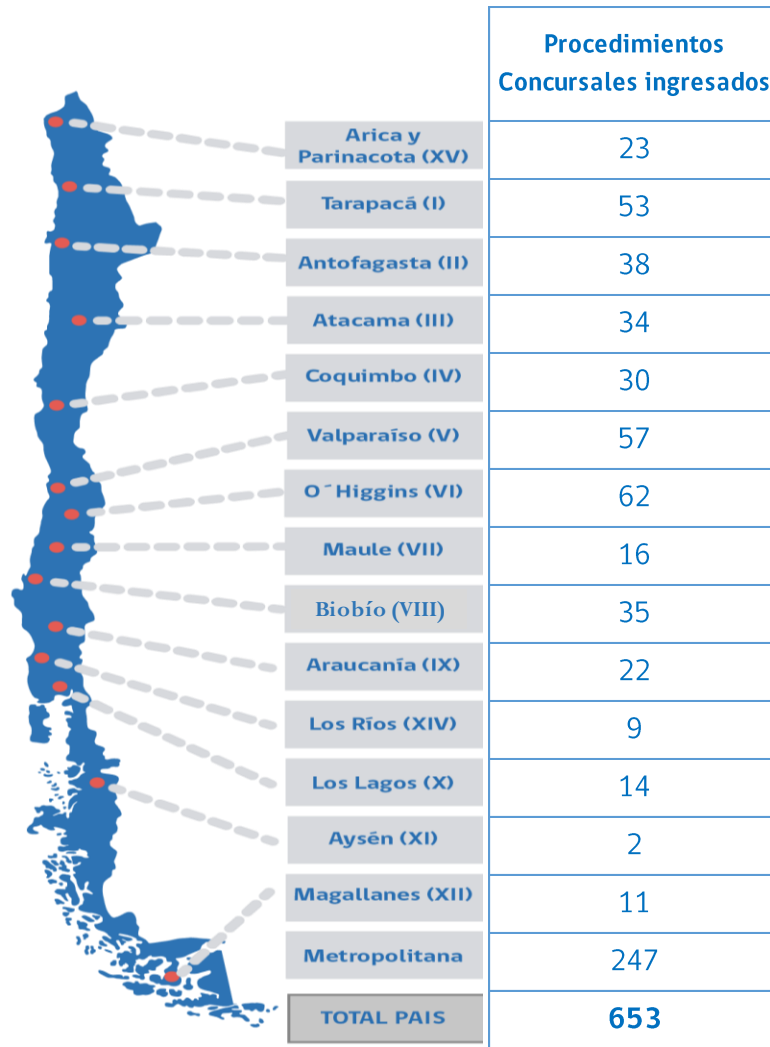 Procedimientos
Concursales ingresados
Arica y
Parinacota (XV)
23
Tarapacá (I)
53
Antofagasta (II)
38
Atacama (III)
34
Coquimbo (IV)
30
Valparaíso (V)
57
O´Higgins (VI)
62
Maule (VII)
16
Biobío (VIII)
35
Araucanía (IX)
22
Los Ríos (XIV)
9
Los Lagos (X)
14
Aysén (XI)
2
Magallanes (XII)
11
Metropolitana
247
TOTAL PAIS
653